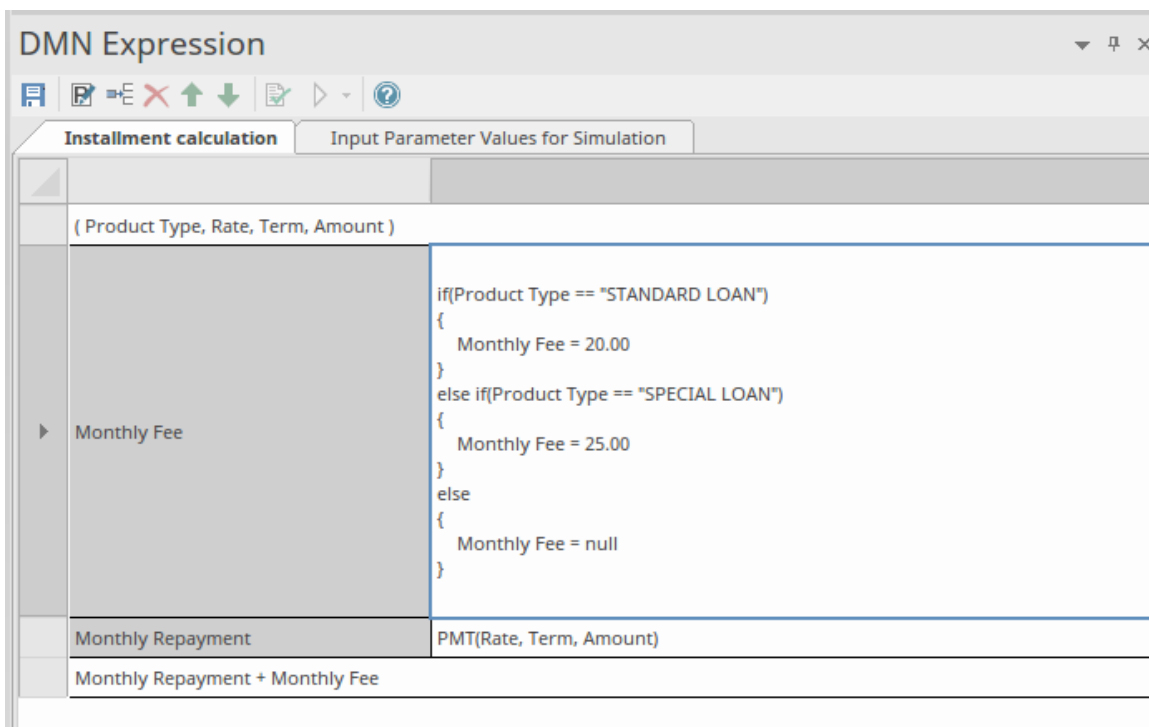 DMN Expression
Installment calculation
Input Parameter Values for Simulation
( Product Type, Rate, Term, Amount )
Monthly Fee
if(Product Type == "STANDARD LOAN")
{
Monthly Fee = 20.00
}
else if(Product Type == "SPECIAL LOAN")
{
Monthly Fee = 25.00
}
else
{
Monthly Fee = null
}
Monthly Repayment
PMT(Rate, Term, Amount)
Monthly Repayment + Monthly Fee